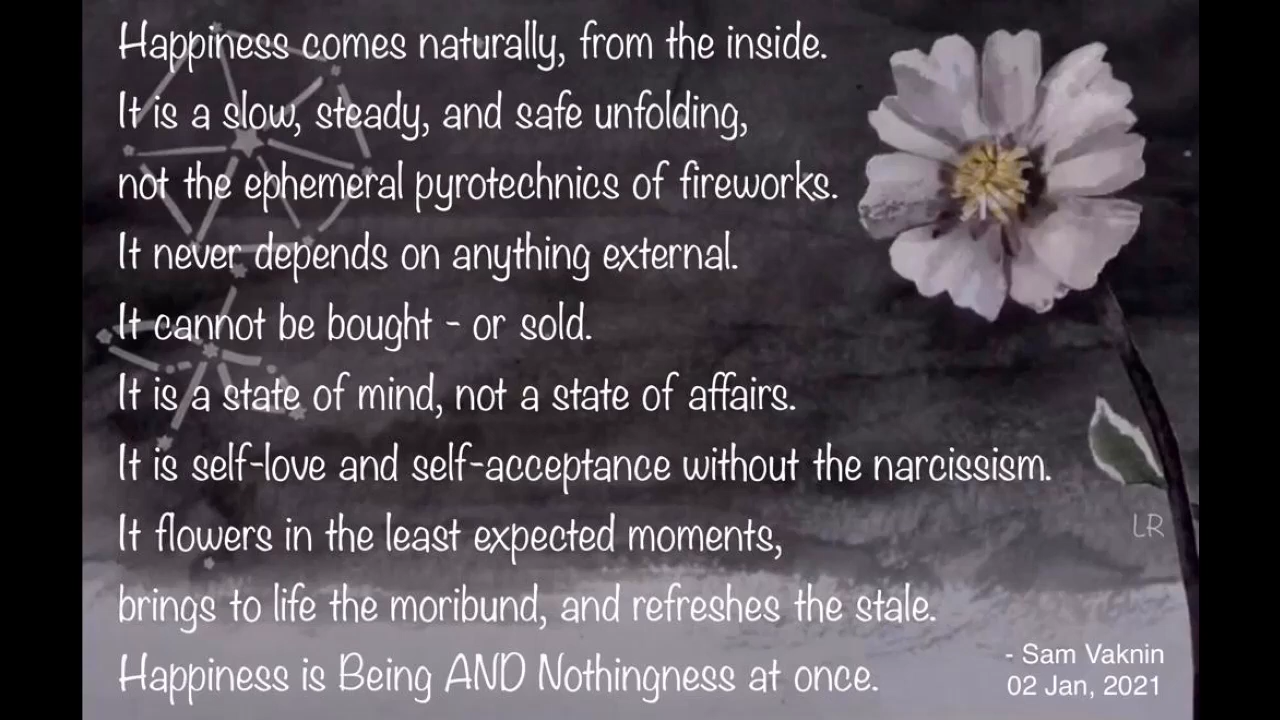 Happiness comes naturally, from the inside.
It is a slow, steady, and safe unfolding,
not the ephemeral pyrotechnics of fireworks.
It never depends on anything external.
It cannot be bought - or sold.
It is a state of mind, not a state of affairs.
It is self-love and self-acceptance without the narcissism.
It flowers in the least expected moments,
brings to life the moribund, and refreshes the stale.
Happiness is Being AND Nothingness at once.
LR
- Sam Vaknin
02 Jan, 2021